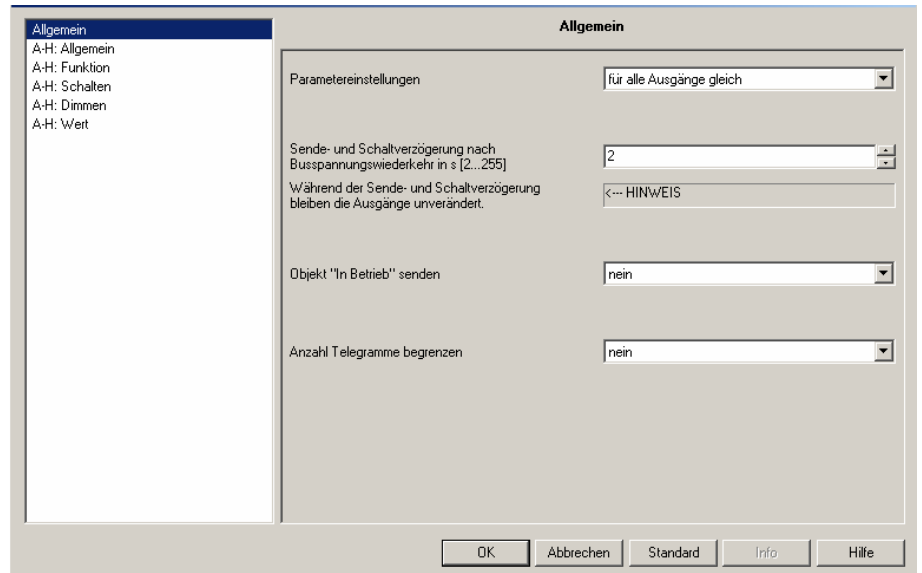 Allgemein
A-H: Allgemein
A-H: Funktion
A-H: Schalten
A-H: Dimmen
A-H: Wert
Allgemein
Parametereinstellungen
für alle Ausgänge gleich
Sende- und Schaltverzögerung nach
Busspannungswiederkehr in s [2...255]
2
Während der Sende- und Schaltverzögerung
bleiben die Ausgänge unverändert.
<--- HINWEIS
Objekt "In Betrieb" senden
nein
Anzahl Telegramme begrenzen
nein
OK
Abbrechen
Standard
Info
Hilfe